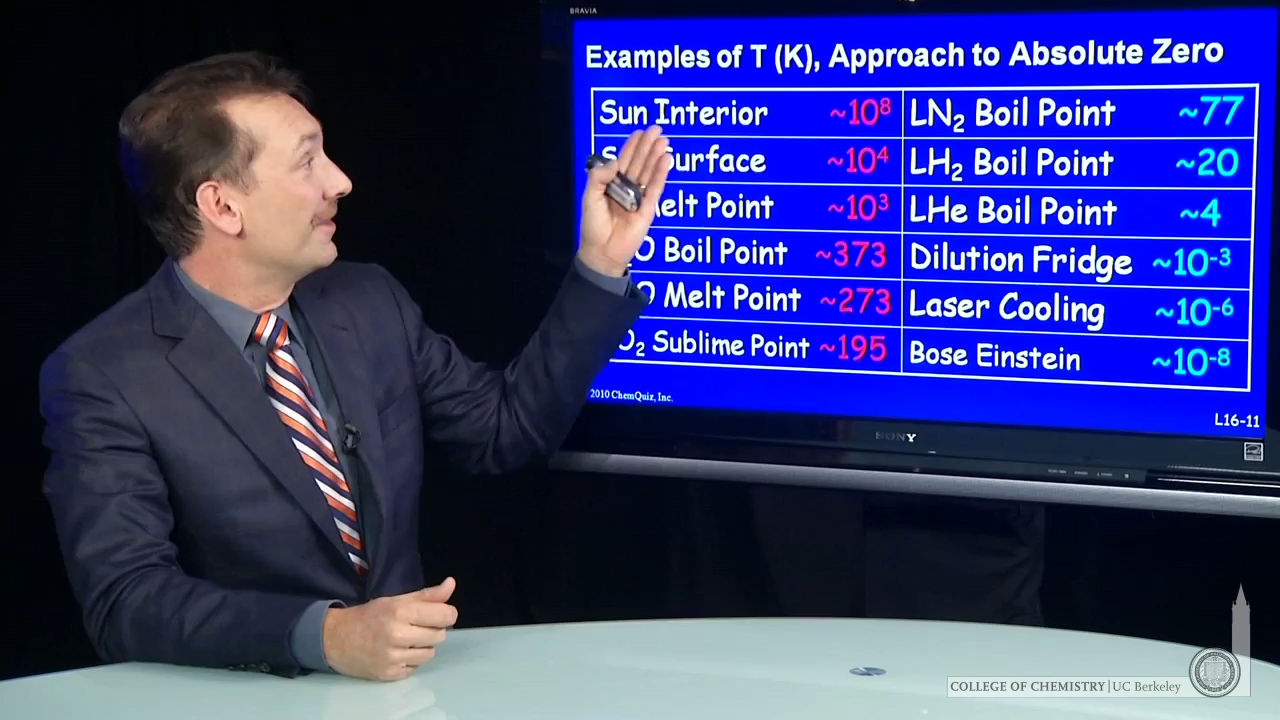 BRAVIA
Examples of T (K), Approach to Absolute Zero
Sun Interior ~10⁸ LN₂ Boil Point ~77
Surface ~10⁴ LH₂ Boil Point ~20
Point ~10³ LHe Boil Point ~4
O Boil Point ~373 Dilution Fridge ~10⁻³
O Melt Point ~273 Laser Cooling ~10⁻⁶
O₂ Sublime Point ~195 Bose Einstein ~10⁻⁸
2010 ChemQuiz, Inc.
L16-11
SONY
COLLEGE OF CHEMISTRY | UC Berkeley